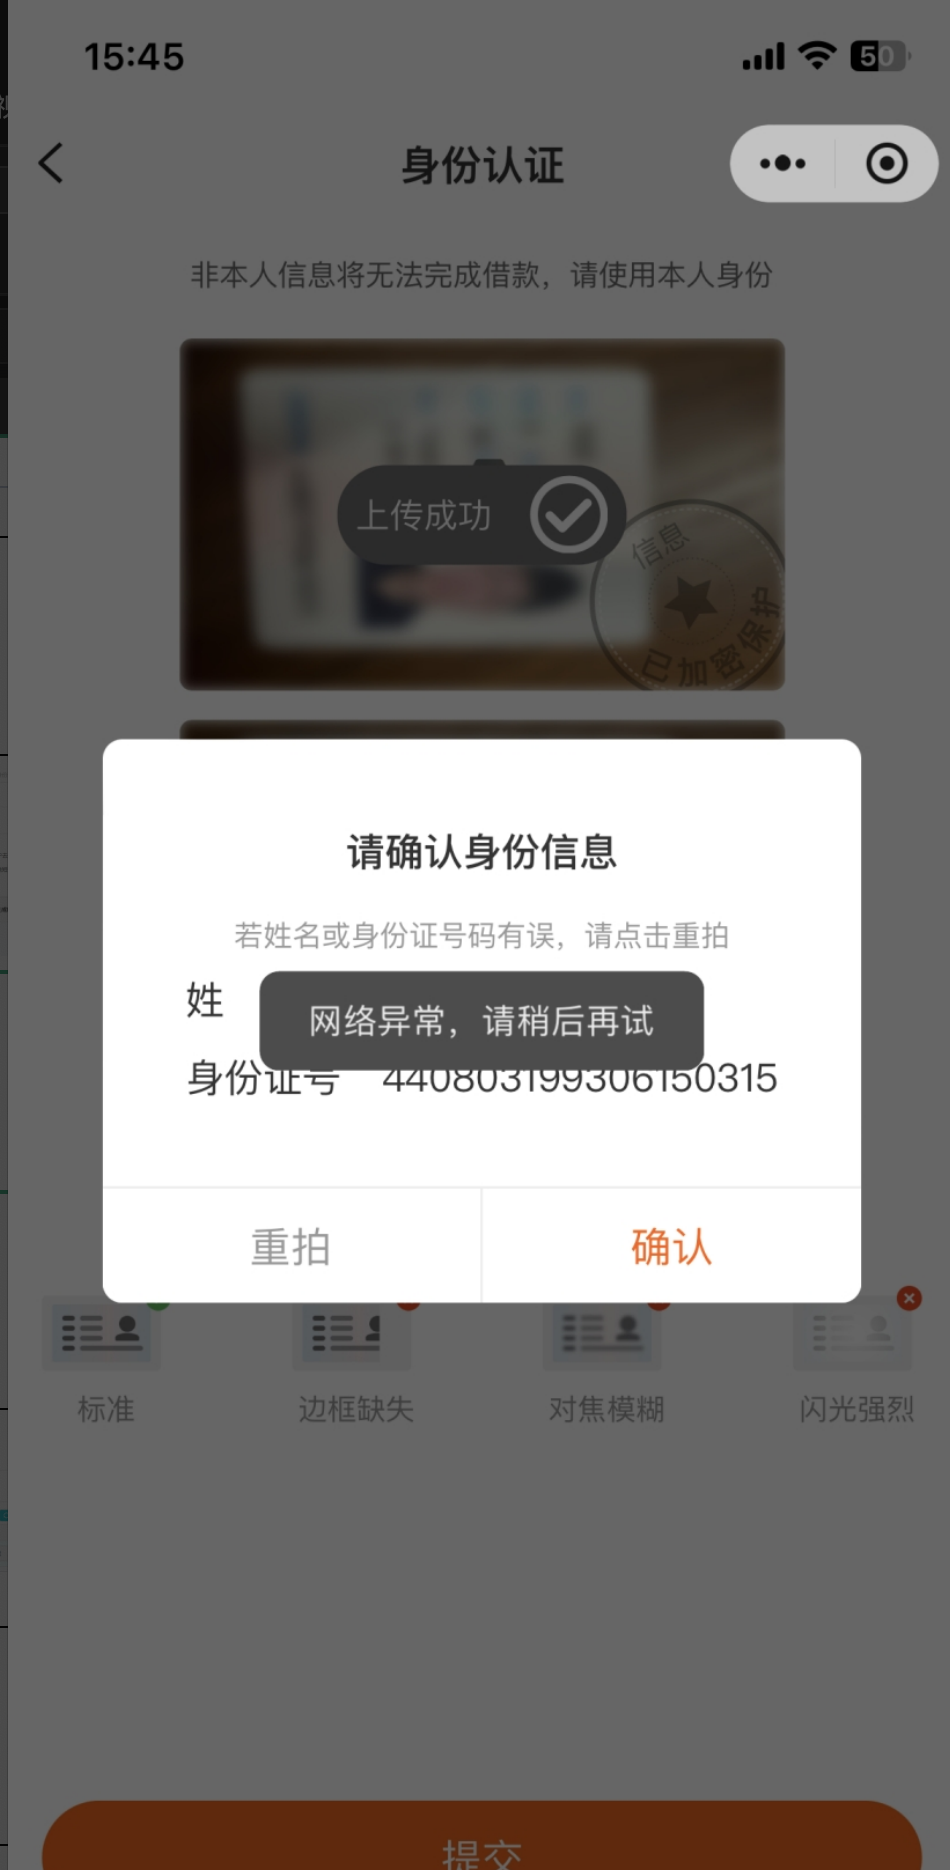 15:45
50
身份认证
非本人信息将无法完成借款，请使用本人身份
上传成功
信息
已加密保护
请确认身份信息
若姓名或身份证号码有误，请点击重拍
姓
网络异常，请稍后再试
身份证号 440803199306150315
重拍
确认
标准
边框缺失
对焦模糊
闪光强烈
提交